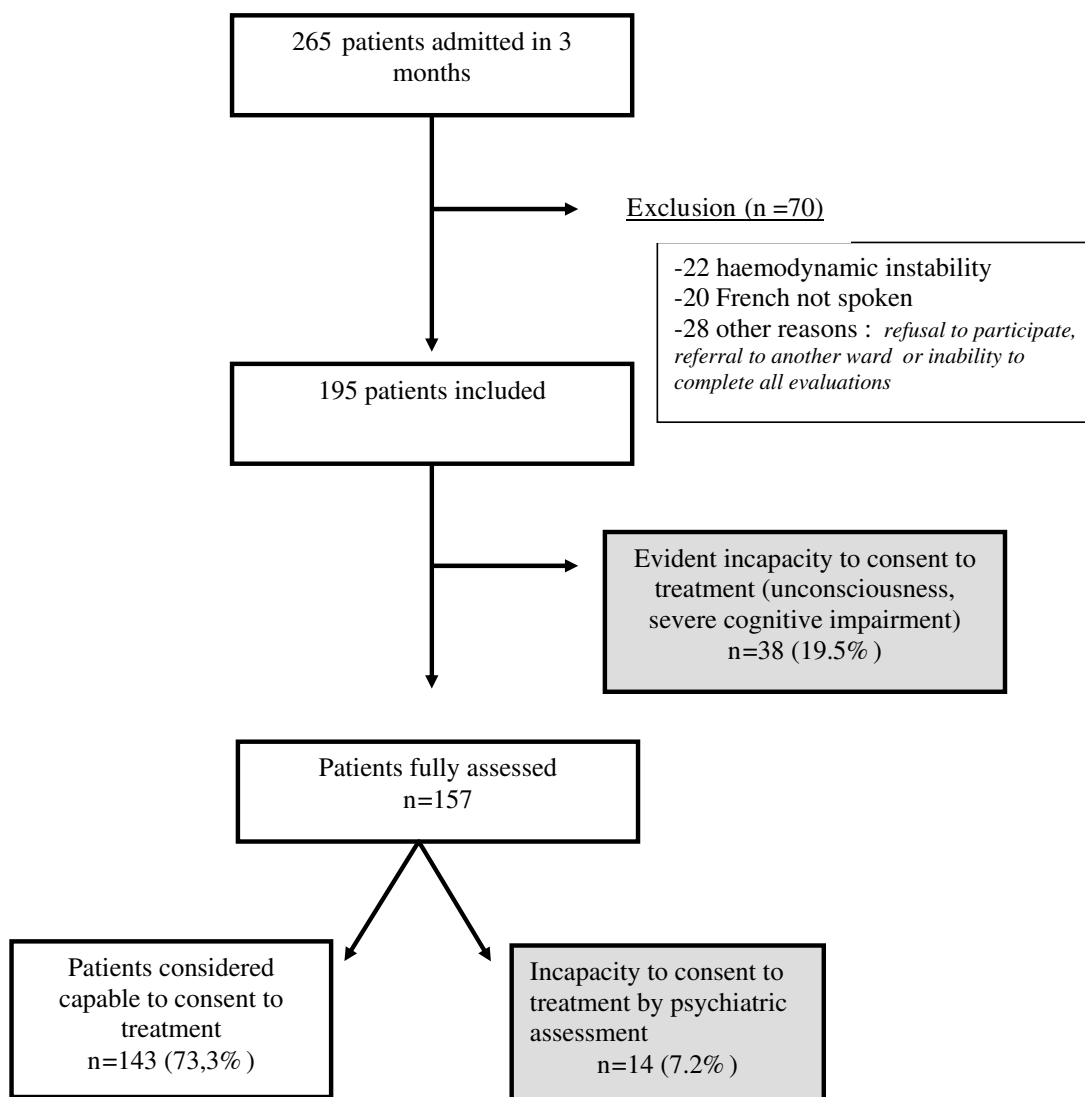 265 patients admitted in 3
months
Exclusion (n =70)
-22 haemodynamic instability
-20 French not spoken
-28 other reasons : refusal to participate,
referral to another ward or inability to
complete all evaluations
195 patients included
Evident incapacity to consent to
treatment (unconsciousness,
severe cognitive impairment)
n=38 (19.5% )
Patients fully assessed
n=157
Patients considered
capable to consent to
treatment
n=143 (73,3% )
Incapacity to consent to
treatment by psychiatric
assessment
n=14 (7.2% )